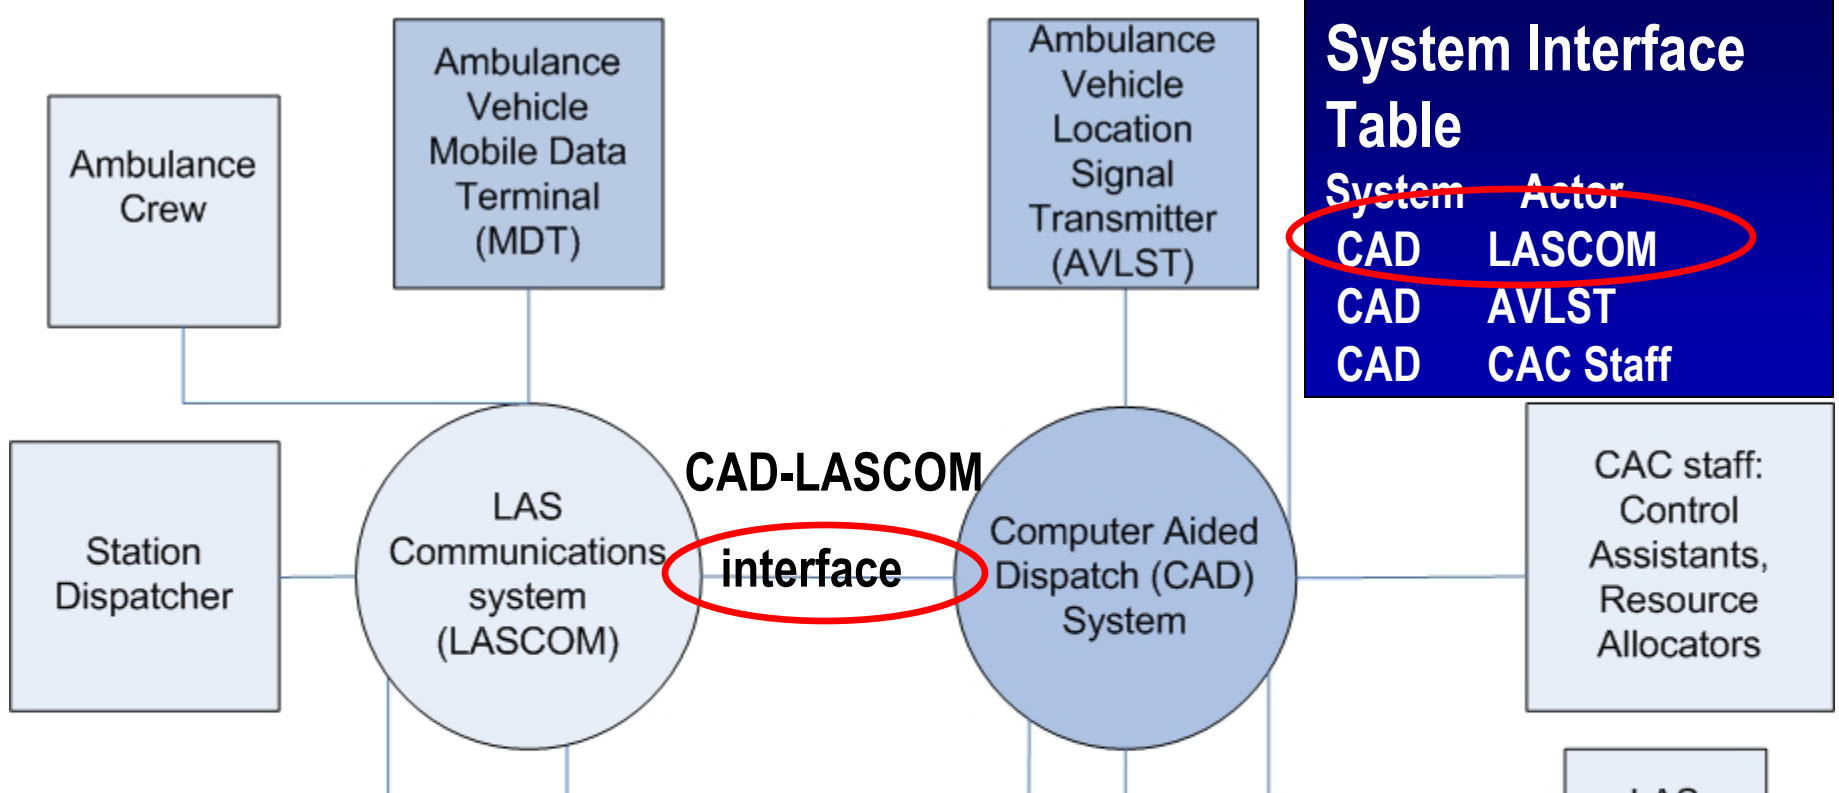 Ambulance
Crew
Ambulance
Vehicle
Mobile Data
Terminal
(MDT)
Ambulance
Vehicle
Location
Signal
Transmitter
(AVLST)
System Interface
Table
System Actor
CAD LASCOM
CAD AVLST
CAD CAC Staff
Station
Dispatcher
LAS
Communications
system
(LASCOM)
CAD-LASCOM
interface
Computer Aided
Dispatch (CAD)
System
CAC staff:
Control
Assistants,
Resource
Allocators
LAS